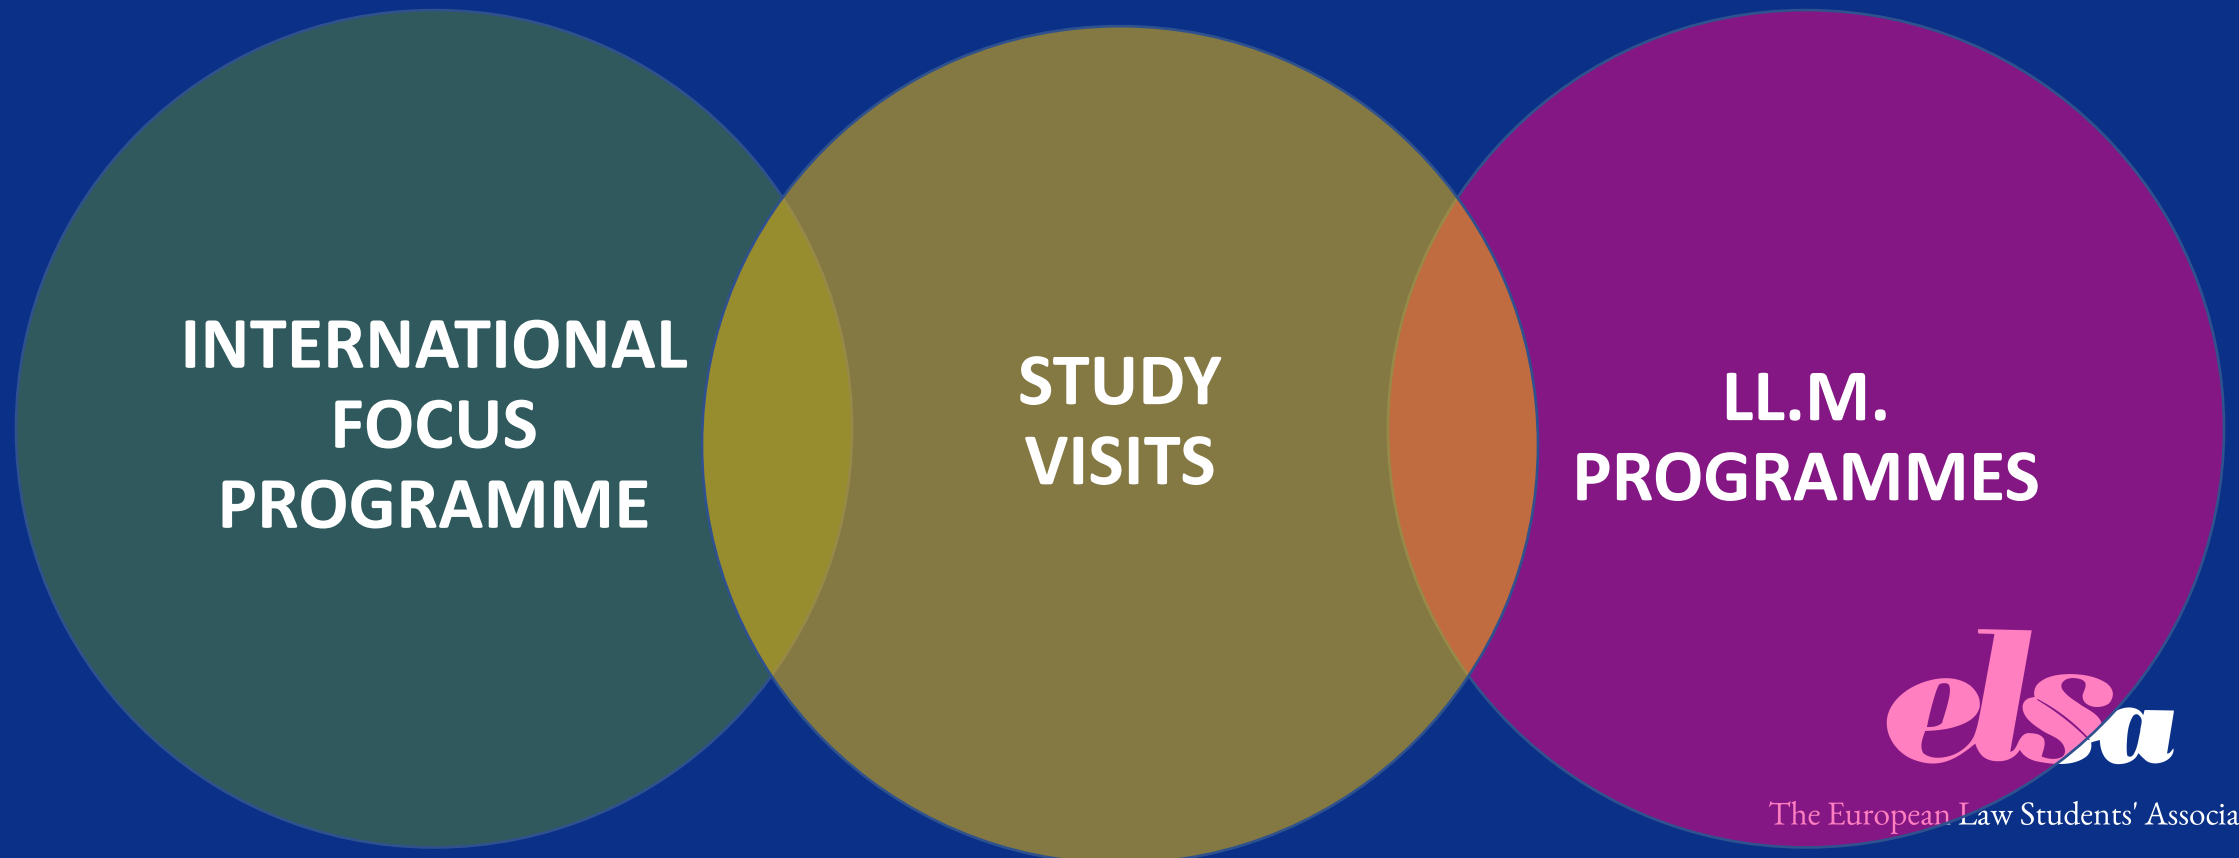 INTERNATIONAL
FOCUS
PROGRAMME
STUDY
VISITS
LL.M.
PROGRAMMES
elsa
The European Law Students' Associa